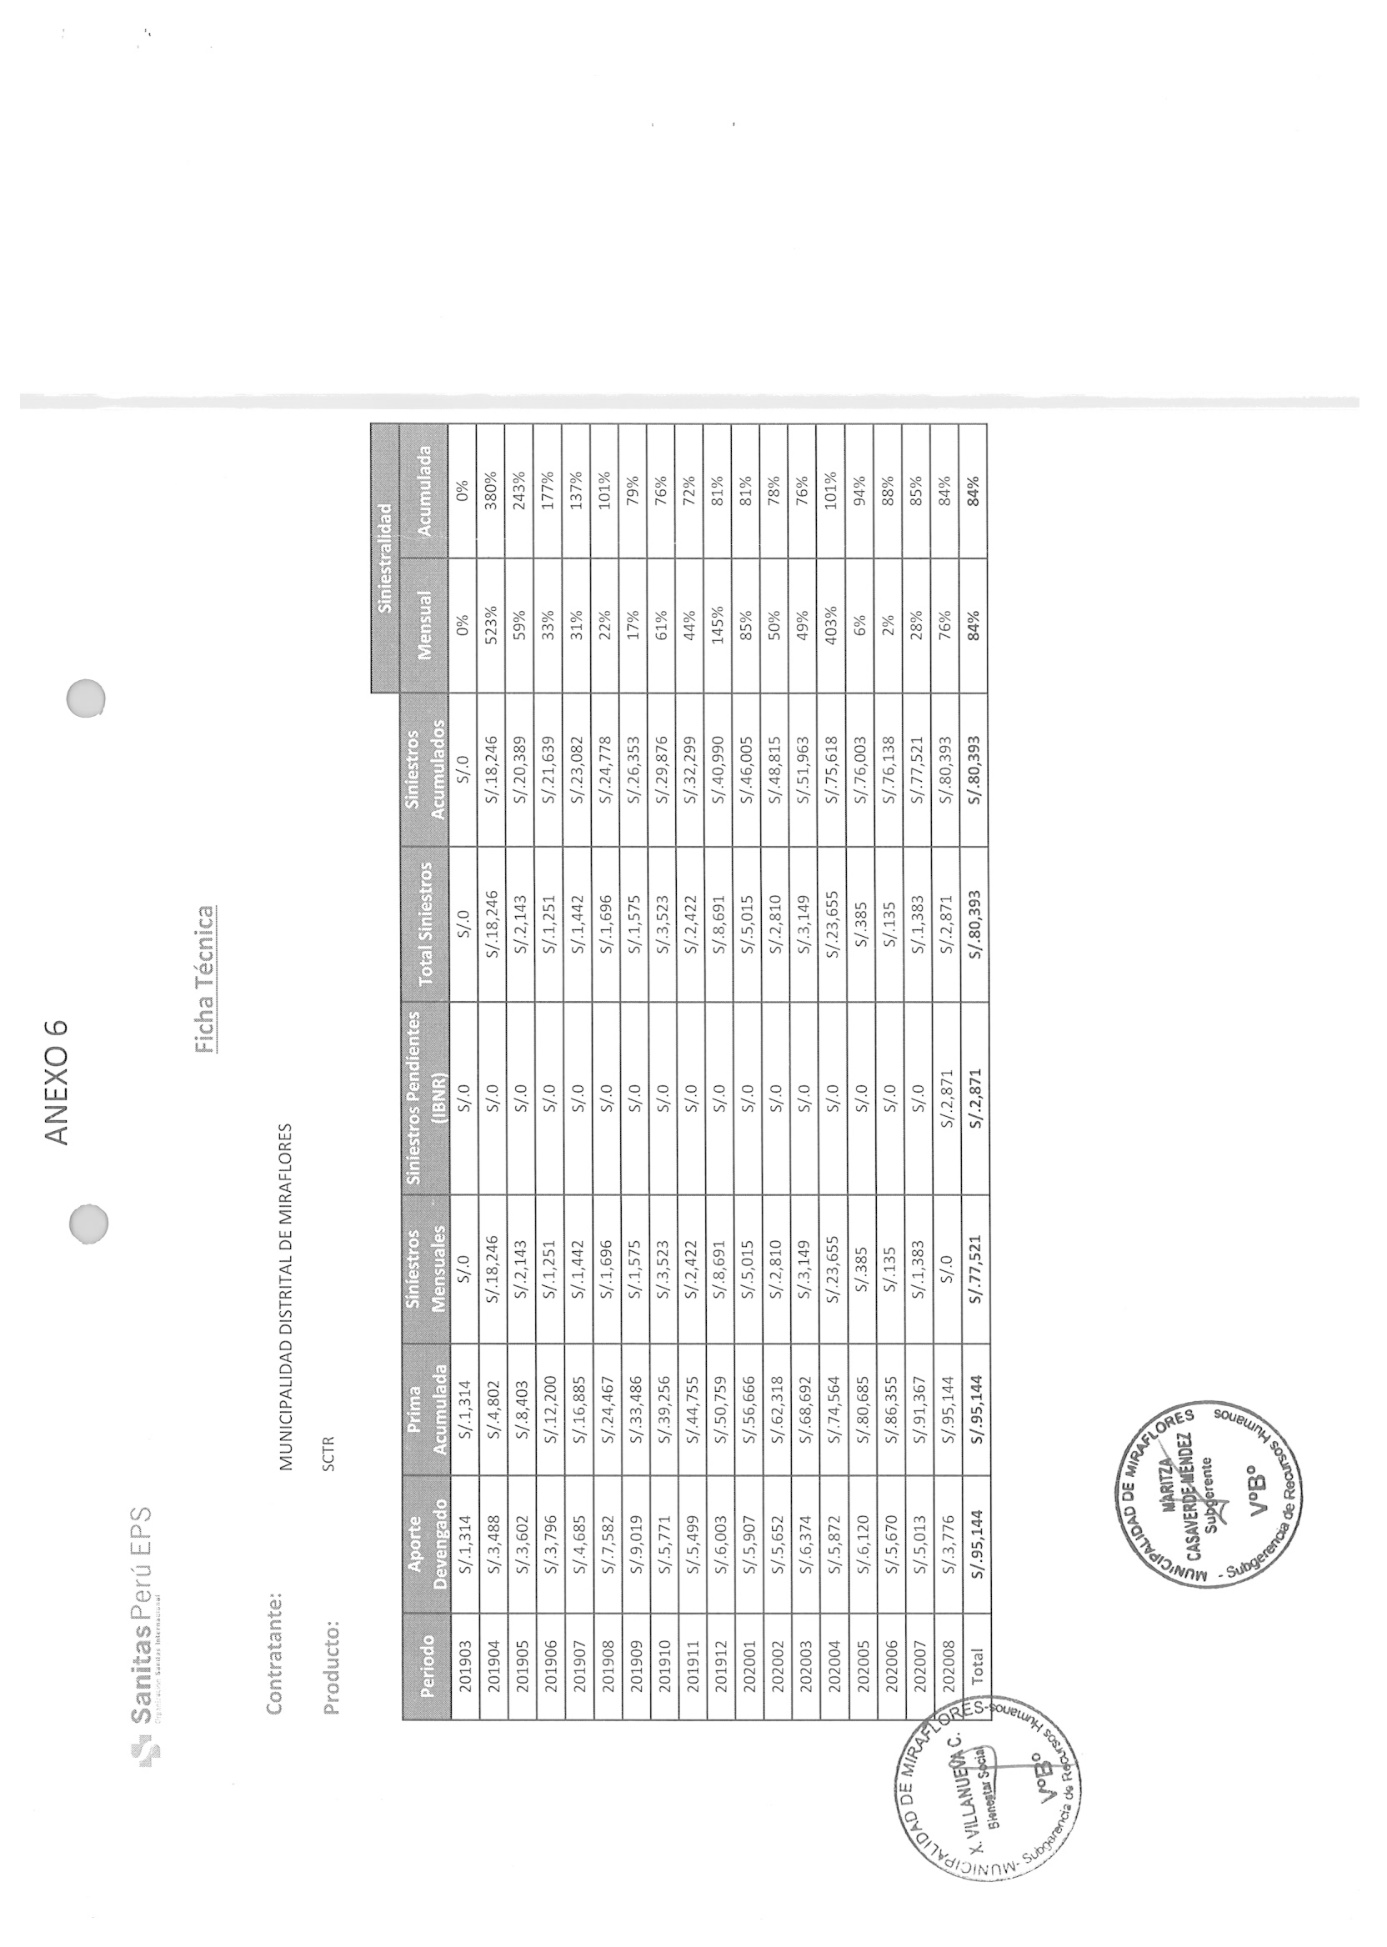 ANEXO 6
SanitasPerú EPS
Organización Sanitas Internacional
Ficha Técnica
Contratante: MUNICIPALIDAD DISTRITAL DE MIRAFLORES
Producto: SCTR
Siniestralidad
Periodo Aporte Devengado Prima Acumulada Siniestros Mensuales Siniestros Pendientes (IBNR) Total Siniestros Siniestros Acumulados Mensual Acumulada
201903 S/.1,314 S/.1,314 S/.0 S/.0 S/.0 S/.0 0% 0%
201904 S/.3,488 S/.4,802 S/.18,246 S/.0 S/.18,246 S/.18,246 523% 380%
201905 S/.3,602 S/.8,403 S/.2,143 S/.0 S/.2,143 S/.20,389 59% 243%
201906 S/.3,796 S/.12,200 S/.1,251 S/.0 S/.1,251 S/.21,639 33% 177%
201907 S/.4,685 S/.16,885 S/.1,442 S/.0 S/.1,442 S/.23,082 31% 137%
201908 S/.7,582 S/.24,467 S/.1,696 S/.0 S/.1,696 S/.24,778 22% 101%
201909 S/.9,019 S/.33,486 S/.1,575 S/.0 S/.1,575 S/.26,353 17% 79%
201910 S/.5,771 S/.39,256 S/.3,523 S/.0 S/.3,523 S/.29,876 61% 76%
201911 S/.5,499 S/.44,755 S/.2,422 S/.0 S/.2,422 S/.32,299 44% 72%
201912 S/.6,003 S/.50,759 S/.8,691 S/.0 S/.8,691 S/.40,990 145% 81%
202001 S/.5,907 S/.56,666 S/.5,015 S/.0 S/.5,015 S/.46,005 85% 81%
202002 S/.5,652 S/.62,318 S/.2,810 S/.0 S/.2,810 S/.48,815 50% 78%
202003 S/.6,374 S/.68,692 S/.3,149 S/.0 S/.3,149 S/.51,963 49% 76%
202004 S/.5,872 S/.74,564 S/.23,655 S/.0 S/.23,655 S/.75,618 403% 101%
202005 S/.6,120 S/.80,685 S/.385 S/.0 S/.385 S/.76,003 6% 94%
202006 S/.5,670 S/.86,355 S/.135 S/.0 S/.135 S/.76,138 2% 88%
202007 S/.5,013 S/.91,367 S/.1,383 S/.0 S/.1,383 S/.77,521 28% 85%
202008 S/.3,776 S/.95,144 S/.0 S/.2,871 S/.2,871 S/.80,393 76% 84%
Total S/.95,144 S/.95,144 S/.77,521 S/.2,871 S/.80,393 S/.80,393 84% 84%
MUNICIPALIDAD DE MIRAFLORES
X. VILLANUEVA C.
Bienestar Social
VºBº
Subgerencia de Recursos Humanos
MUNICIPALIDAD DE MIRAFLORES
MARITZA
CASAVERDE-MÉNDEZ
Subgerente
VºBº
Subgerencia de Recursos Humanos